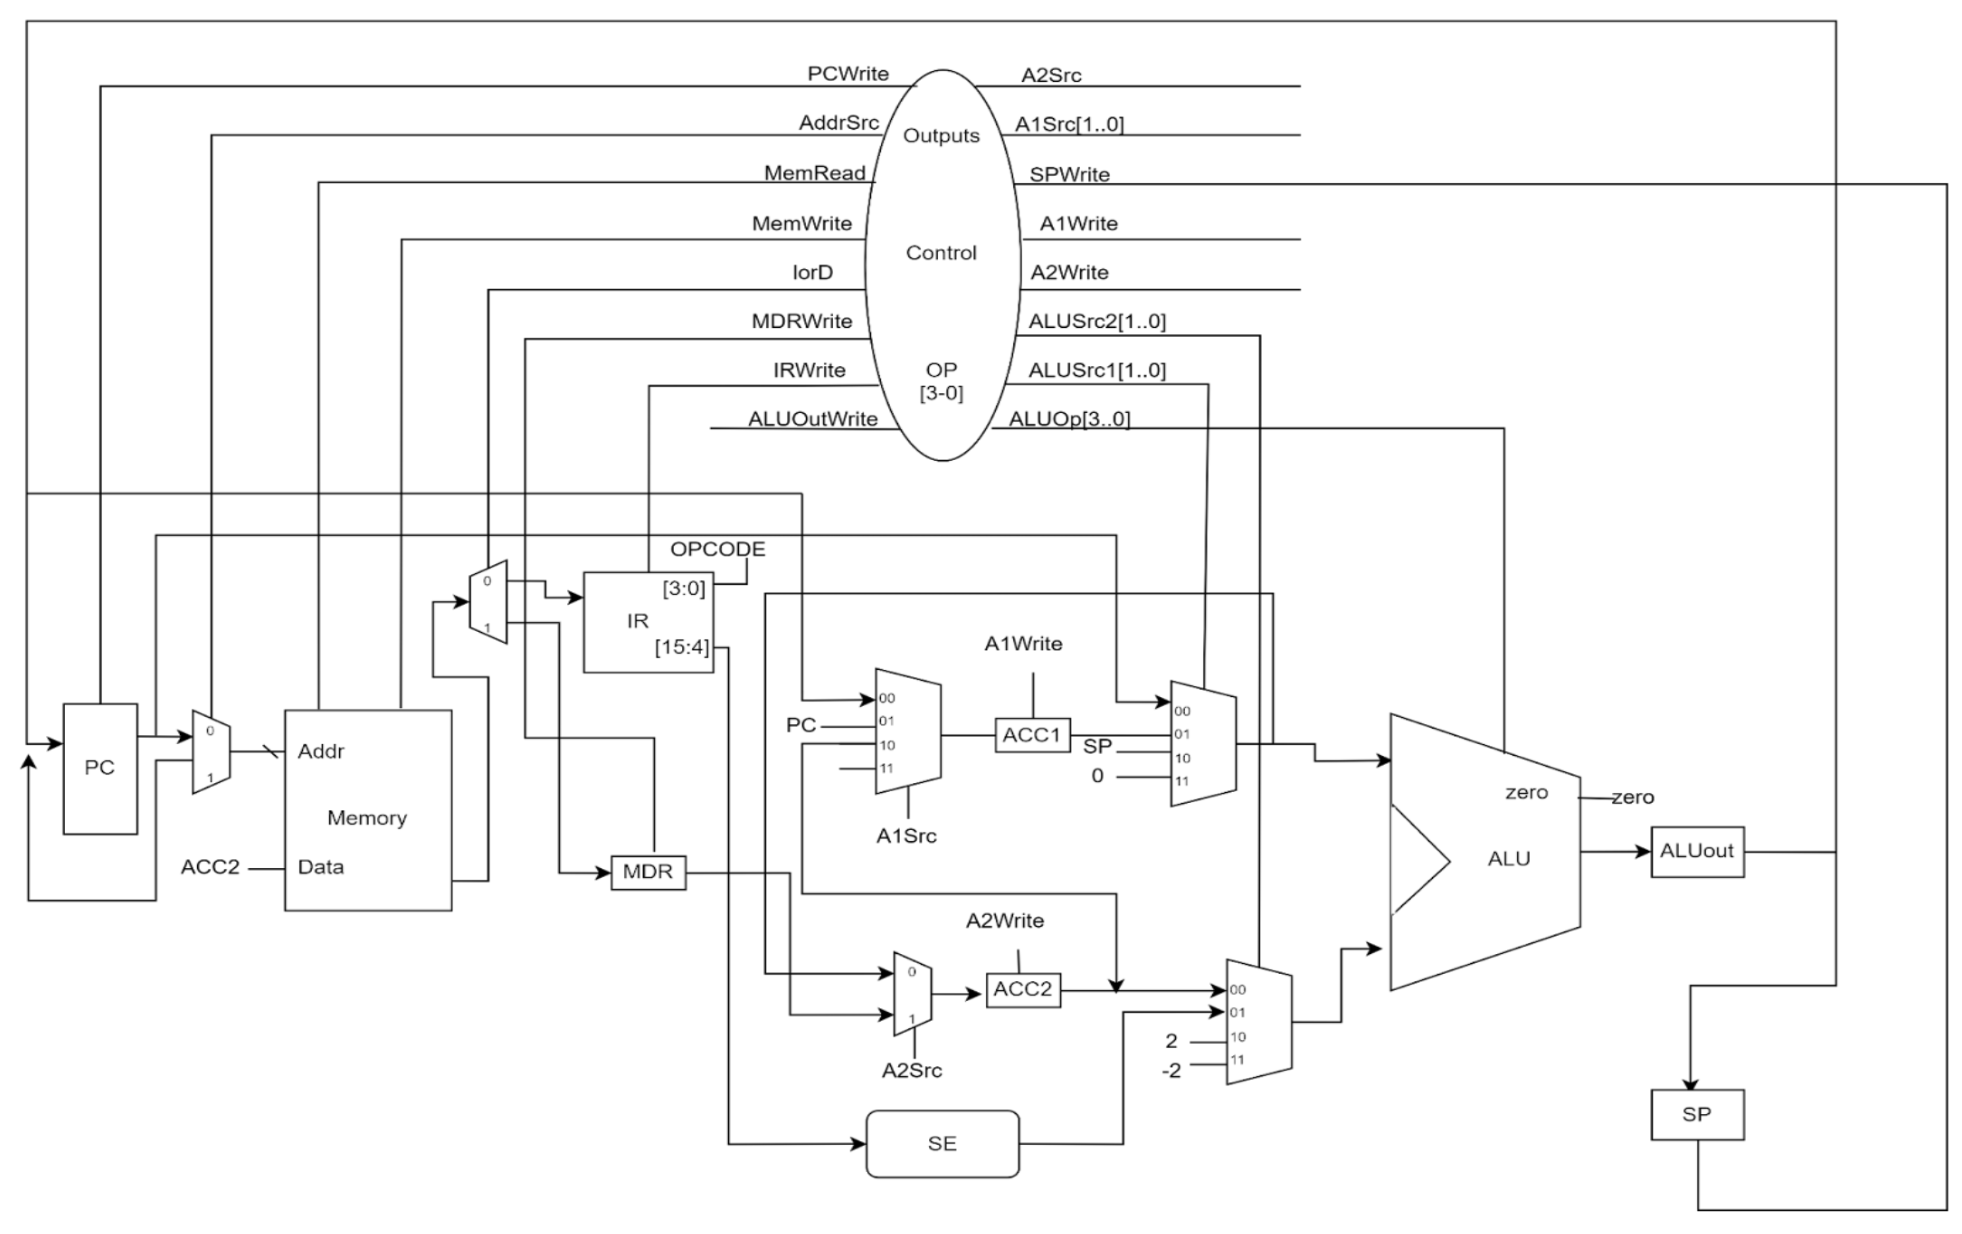 PCWrite
A2Src
AddrSrc
A1Src[1..0]
Outputs
MemRead
SPWrite
MemWrite
A1Write
Control
IorD
A2Write
MDRWrite
ALUSrc2[1..0]
IRWrite
OP
[3-0]
ALUSrc1[1..0]
ALUOutWrite
ALUOp[3..0]
OPCODE
0
1
[3:0]
IR
[15:4]
A1Write
00
PC
01
10
11
ACC1
A1Src
00
01
SP
10
0
11
PC
0
1
Addr
Memory
ACC2
Data
MDR
zero
zero
ALU
ALUout
A2Write
0
1
ACC2
A2Src
00
01
2
10
-2
11
SE
SP